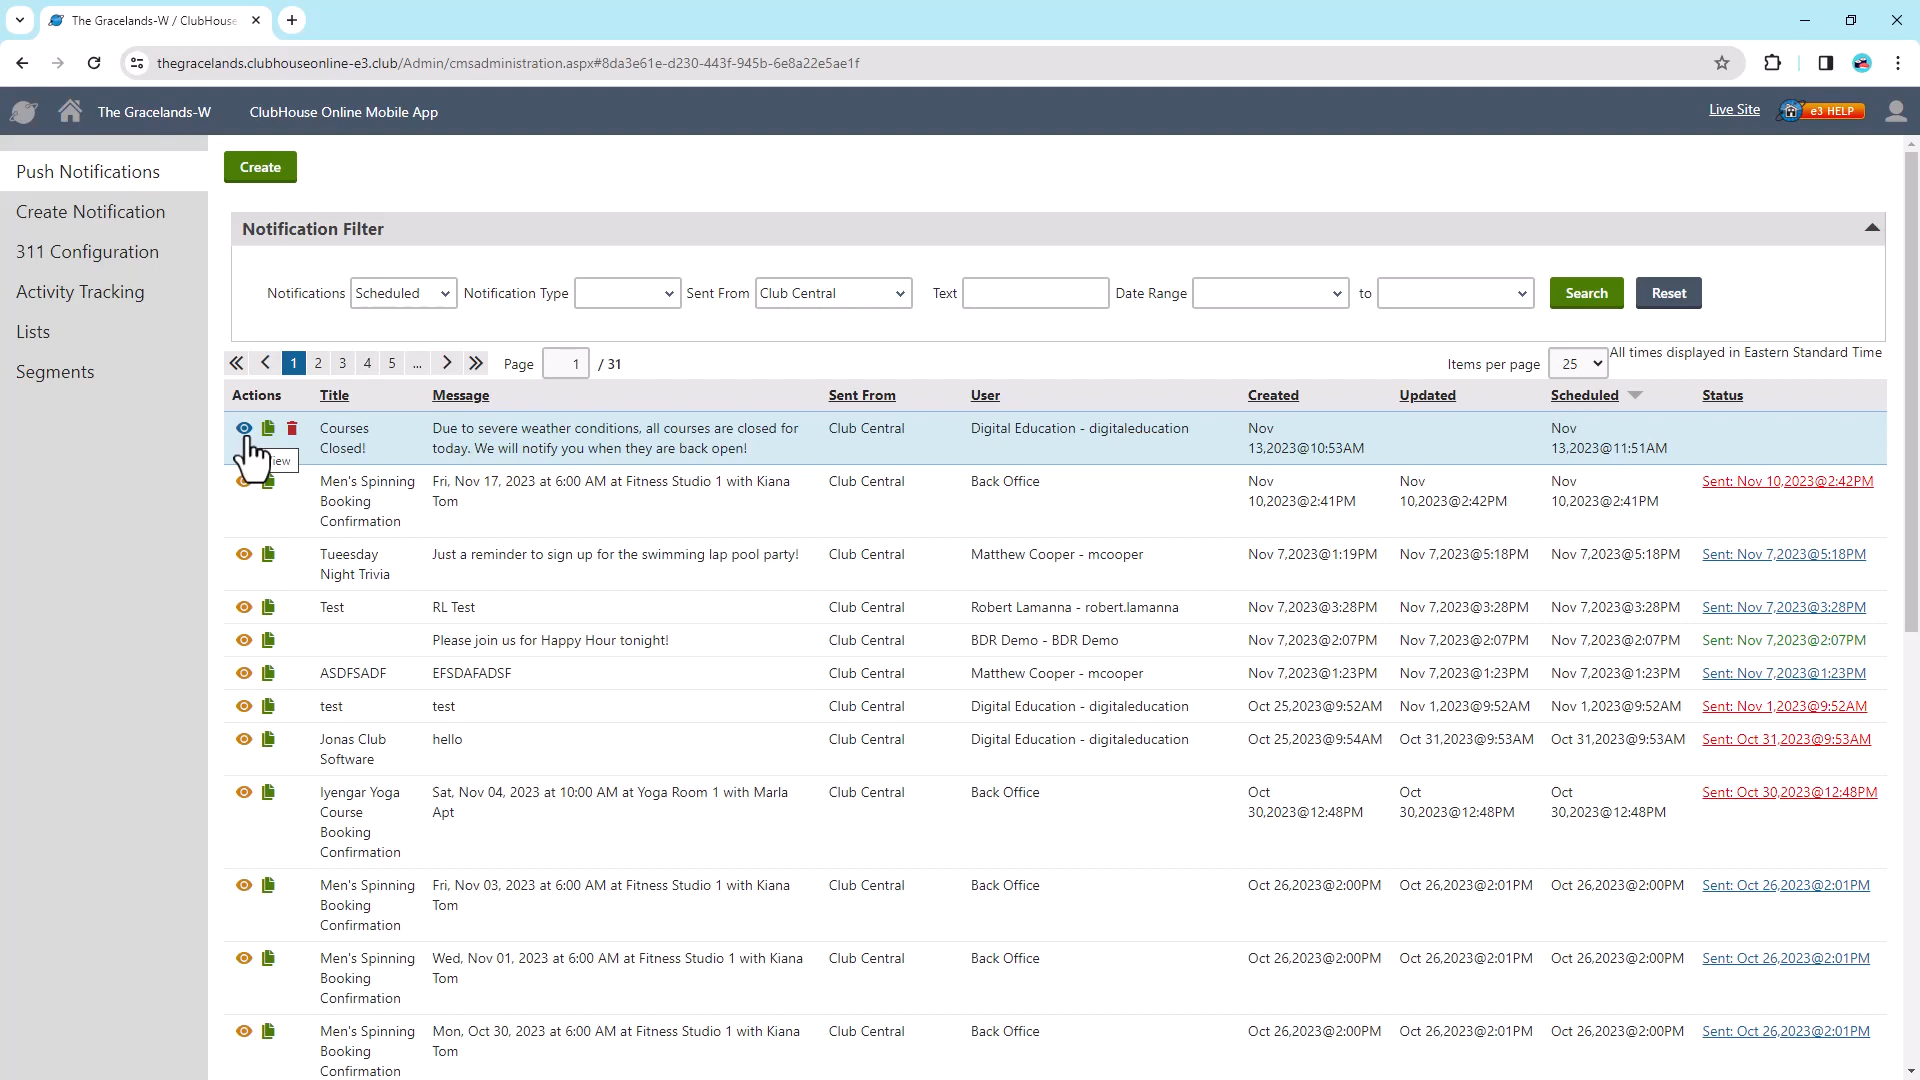 The Gracelands-W / ClubHouse
thegracelands.clubhouseonline-e3.club/Admin/cmsadministration.aspx#8da3e61e-d230-443f-945b-6e8a22e5ae1f
The Gracelands-W ClubHouse Online Mobile App Live Site e3 HELP
Push Notifications
Create Notification
311 Configuration
Activity Tracking
Lists
Segments
Create
Notification Filter
Notifications Scheduled Notification Type Sent From Club Central Text Date Range to Search Reset
1 2 3 4 5 ... Page 1 / 31 Items per page 25 All times displayed in Eastern Standard Time
Actions Title Message Sent From User Created Updated Scheduled Status
Courses Due to severe weather conditions, all courses are closed for Club Central Digital Education - digitaleducation Nov Nov
Closed! today. We will notify you when they are back open! 13,2023@10:53AM 13,2023@11:51AM
Men's Spinning Fri, Nov 17, 2023 at 6:00 AM at Fitness Studio 1 with Kiana Club Central Back Office Nov Nov Nov Sent: Nov 10,2023@2:42PM
Booking Tom 10,2023@2:41PM 10,2023@2:42PM 10,2023@2:41PM
Confirmation
Tueesday Just a reminder to sign up for the swimming lap pool party! Club Central Matthew Cooper - mcooper Nov 7,2023@1:19PM Nov 7,2023@5:18PM Nov 7,2023@5:18PM Sent: Nov 7,2023@5:18PM
Night Trivia
Test RL Test Club Central Robert Lamanna - robert.lamanna Nov 7,2023@3:28PM Nov 7,2023@3:28PM Nov 7,2023@3:28PM Sent: Nov 7,2023@3:28PM
Please join us for Happy Hour tonight! Club Central BDR Demo - BDR Demo Nov 7,2023@2:07PM Nov 7,2023@2:07PM Nov 7,2023@2:07PM Sent: Nov 7,2023@2:07PM
ASDFSADF EFSDAFADSF Club Central Matthew Cooper - mcooper Nov 7,2023@1:23PM Nov 7,2023@1:23PM Nov 7,2023@1:23PM Sent: Nov 7,2023@1:23PM
test test Club Central Digital Education - digitaleducation Oct 25,2023@9:52AM Nov 1,2023@9:52AM Nov 1,2023@9:52AM Sent: Nov 1,2023@9:52AM
Jonas Club hello Club Central Digital Education - digitaleducation Oct 25,2023@9:54AM Oct 31,2023@9:53AM Oct 31,2023@9:53AM Sent: Oct 31,2023@9:53AM
Software
Iyengar Yoga Sat, Nov 04, 2023 at 10:00 AM at Yoga Room 1 with Marla Club Central Back Office Oct Oct Oct Sent: Oct 30,2023@12:48PM
Course Apt 30,2023@12:48PM 30,2023@12:48PM 30,2023@12:48PM
Booking
Confirmation
Men's Spinning Fri, Nov 03, 2023 at 6:00 AM at Fitness Studio 1 with Kiana Club Central Back Office Oct 26,2023@2:00PM Oct 26,2023@2:01PM Oct 26,2023@2:00PM Sent: Oct 26,2023@2:01PM
Booking Tom
Confirmation
Men's Spinning Wed, Nov 01, 2023 at 6:00 AM at Fitness Studio 1 with Kiana Club Central Back Office Oct 26,2023@2:00PM Oct 26,2023@2:01PM Oct 26,2023@2:00PM Sent: Oct 26,2023@2:01PM
Booking Tom
Confirmation
Men's Spinning Mon, Oct 30, 2023 at 6:00 AM at Fitness Studio 1 with Kiana Club Central Back Office Oct 26,2023@2:00PM Oct 26,2023@2:01PM Oct 26,2023@2:00PM Sent: Oct 26,2023@2:01PM
Booking Tom
Confirmation